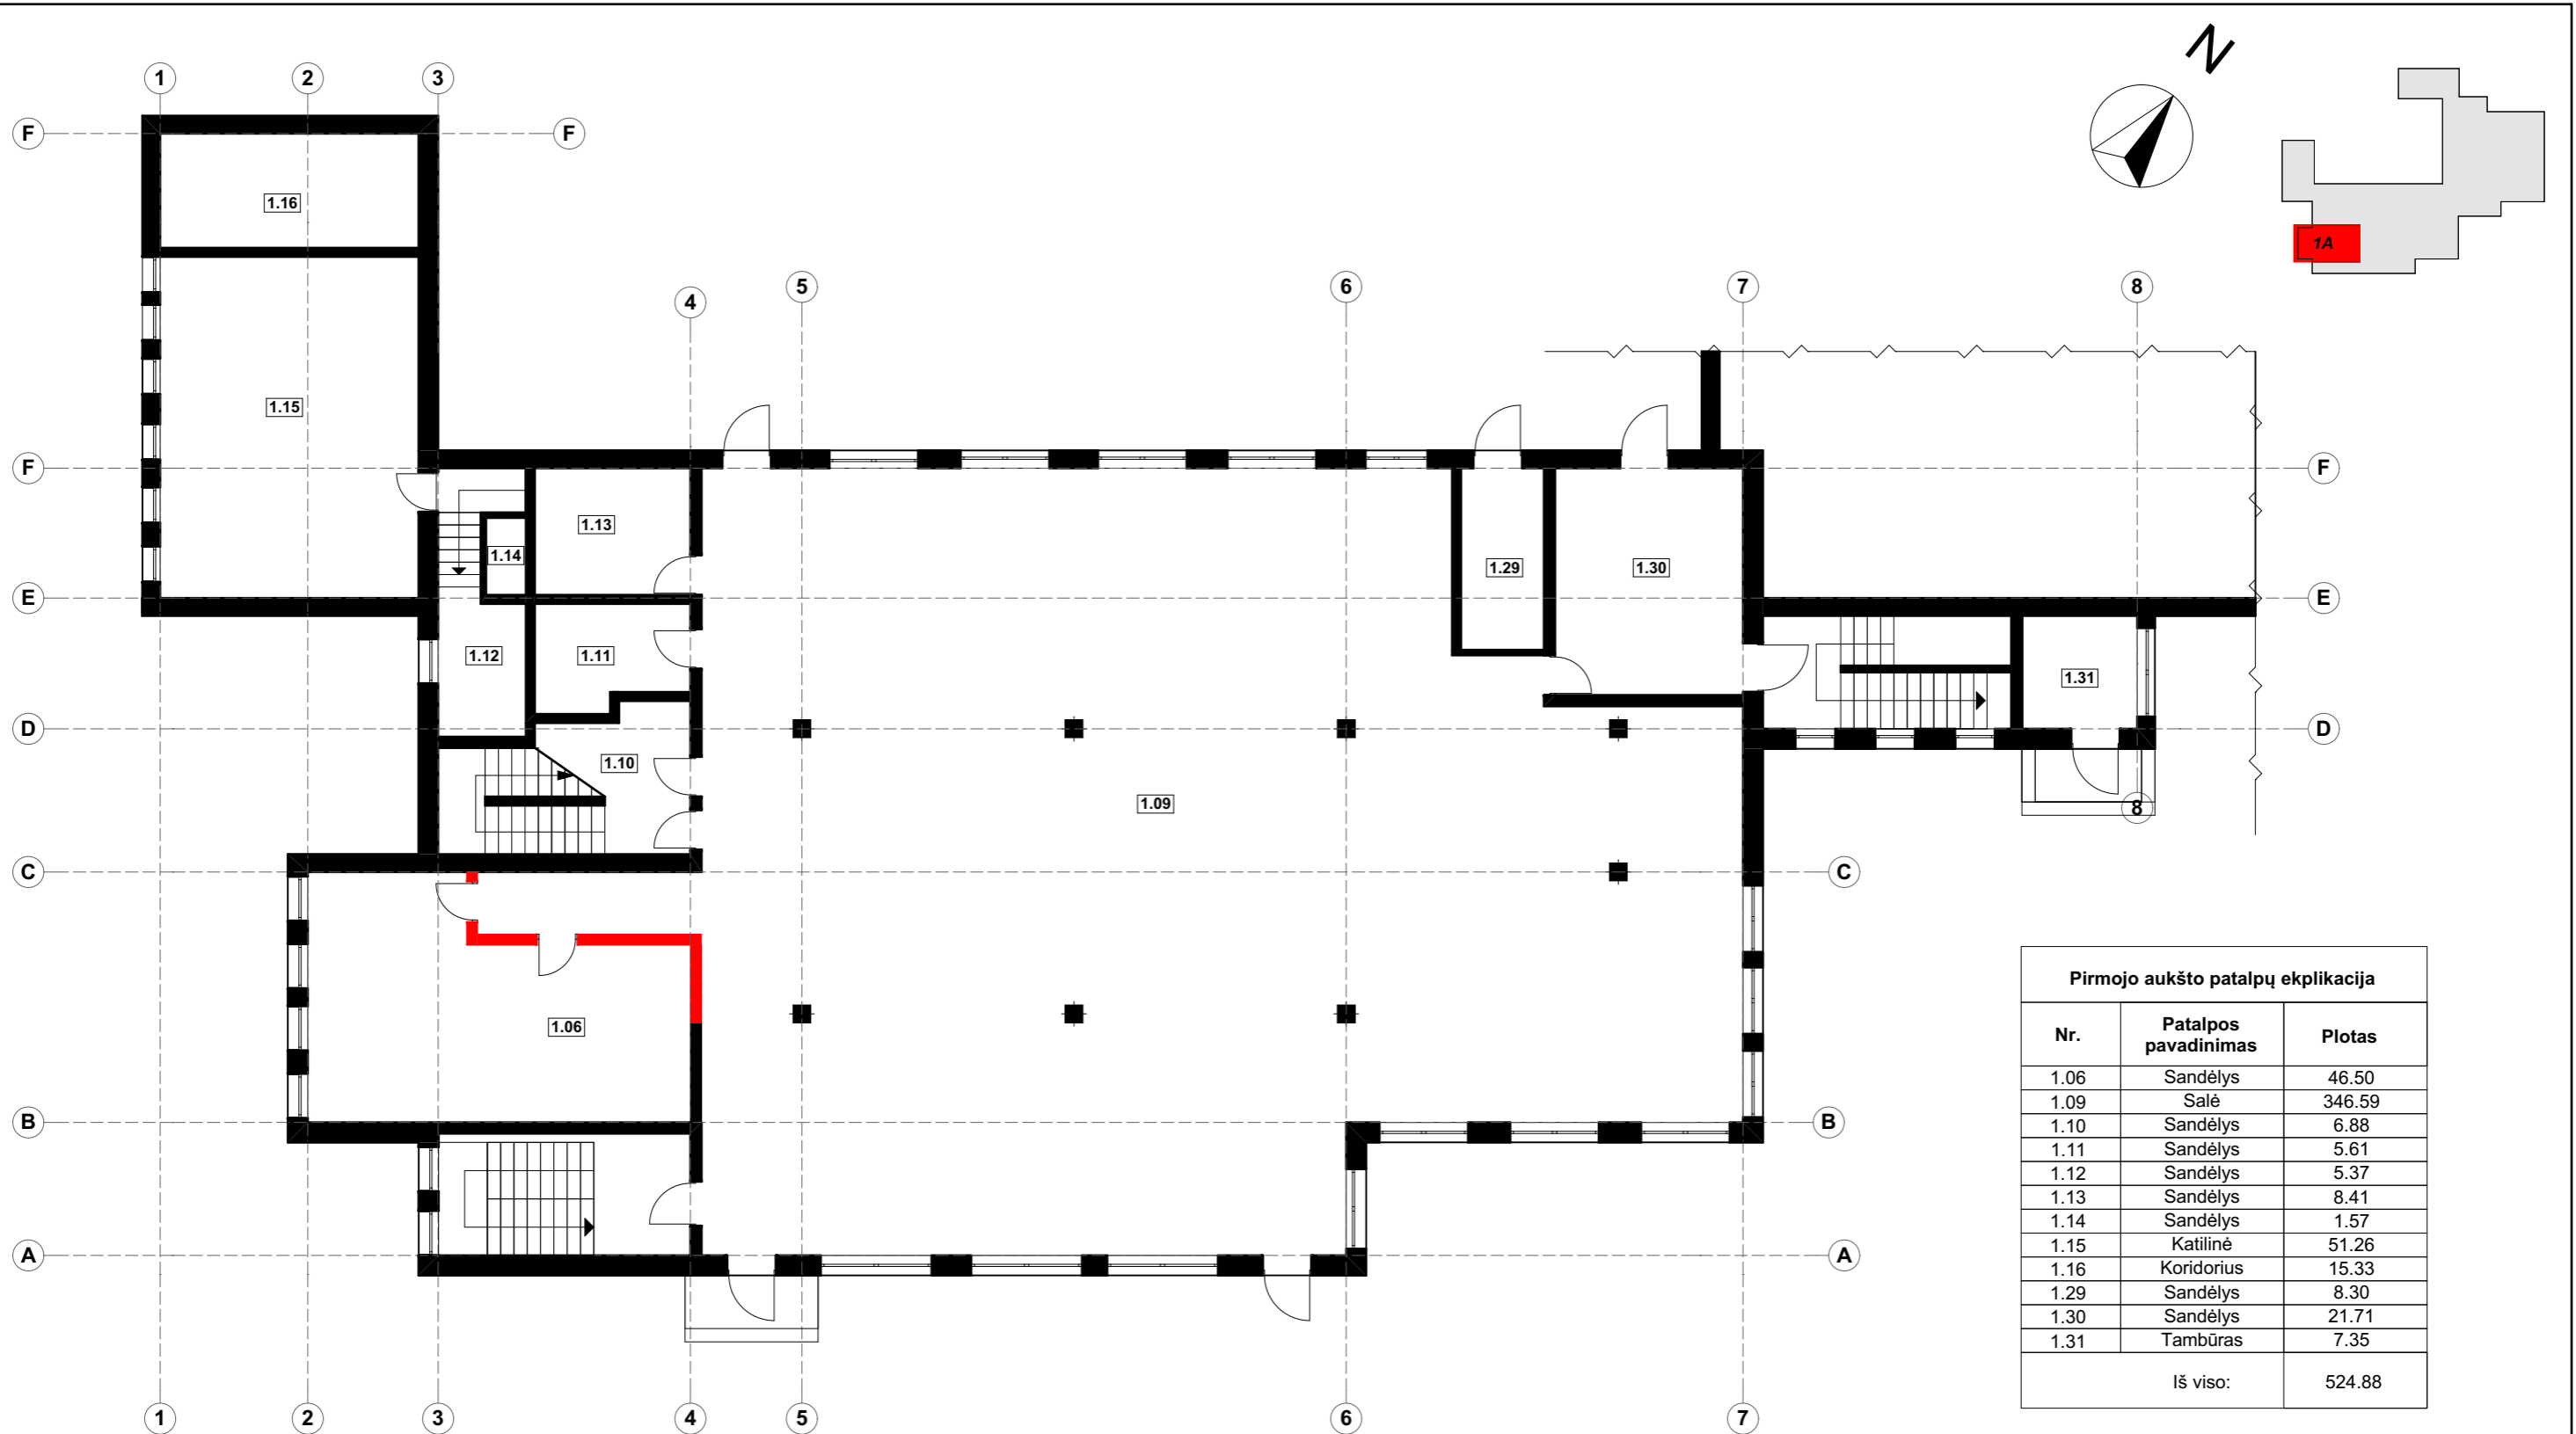 N
1 2 3
F F
1.16
1A
4 5 6 7 8
1.15
F F
1.13
1.14
1.29 1.30
E E
1.12 1.11
1.31
D D
1.10
1.09
8
C C
1.06
B B
A A
1 2 3 4 5 6 7
Pirmojo aukšto patalpų ekplikacija
Nr. Patalpos pavadinimas Plotas
1.06 Sandėlys 46.50
1.09 Salė 346.59
1.10 Sandėlys 6.88
1.11 Sandėlys 5.61
1.12 Sandėlys 5.37
1.13 Sandėlys 8.41
1.14 Sandėlys 1.57
1.15 Katilinė 51.26
1.16 Koridorius 15.33
1.29 Sandėlys 8.30
1.30 Sandėlys 21.71
1.31 Tambūras 7.35
Iš viso: 524.88